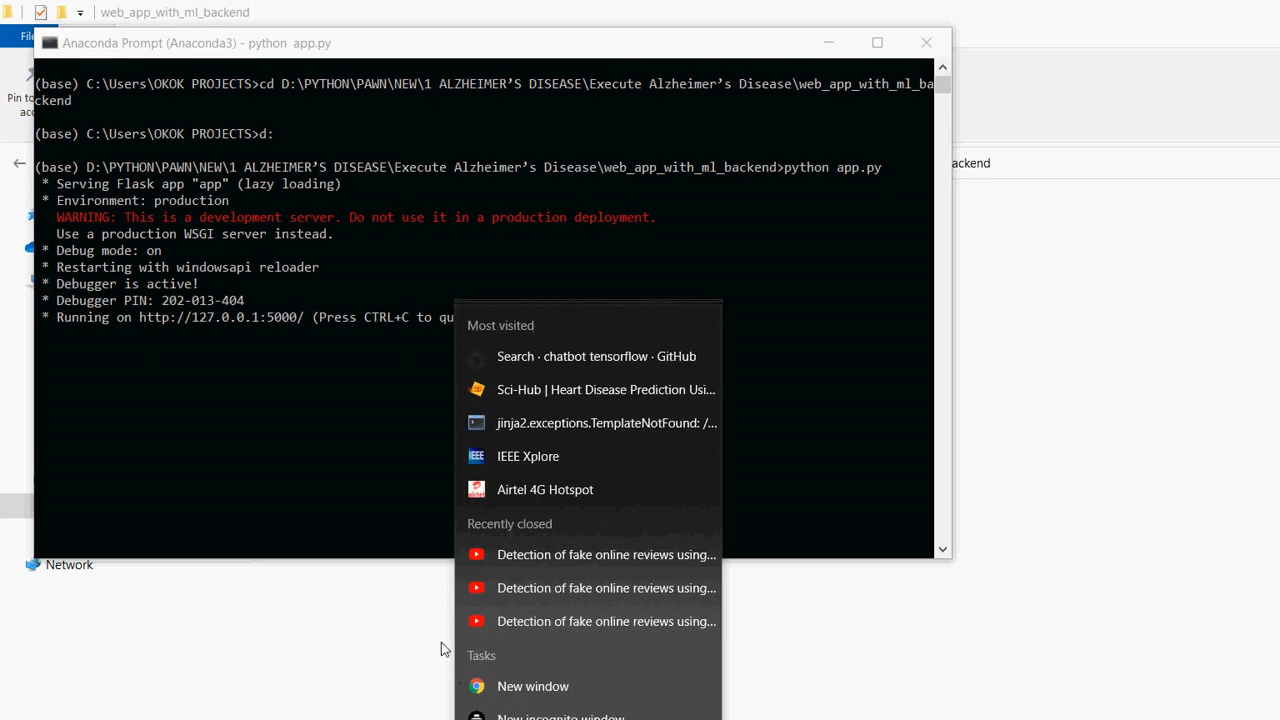 web_app_with_ml_backend
Anaconda Prompt (Anaconda3) - python  app.py
Fil
Pin to
acc
(base) C:\Users\OKOK PROJECTS>cd D:\PYTHON\PAWN\NEW\1 ALZHEIMER’S DISEASE\Execute Alzheimer’s Disease\web_app_with_ml_ba
ckend
(base) C:\Users\OKOK PROJECTS>d:
(base) D:\PYTHON\PAWN\NEW\1 ALZHEIMER’S DISEASE\Execute Alzheimer’s Disease\web_app_with_ml_backend>python app.py
* Serving Flask app "app" (lazy loading)
* Environment: production
WARNING: This is a development server. Do not use it in a production deployment.
Use a production WSGI server instead.
* Debug mode: on
* Restarting with windowsapi reloader
* Debugger is active!
* Debugger PIN: 202-013-404
* Running on http://127.0.0.1:5000/ (Press CTRL+C to qu
ackend
Most visited
Search · chatbot tensorflow · GitHub
Sci-Hub | Heart Disease Prediction Usi...
jinja2.exceptions.TemplateNotFound: /...
IEEE Xplore
Airtel 4G Hotspot
Recently closed
Detection of fake online reviews using...
Detection of fake online reviews using...
Detection of fake online reviews using...
Tasks
New window
New incognito window
Network